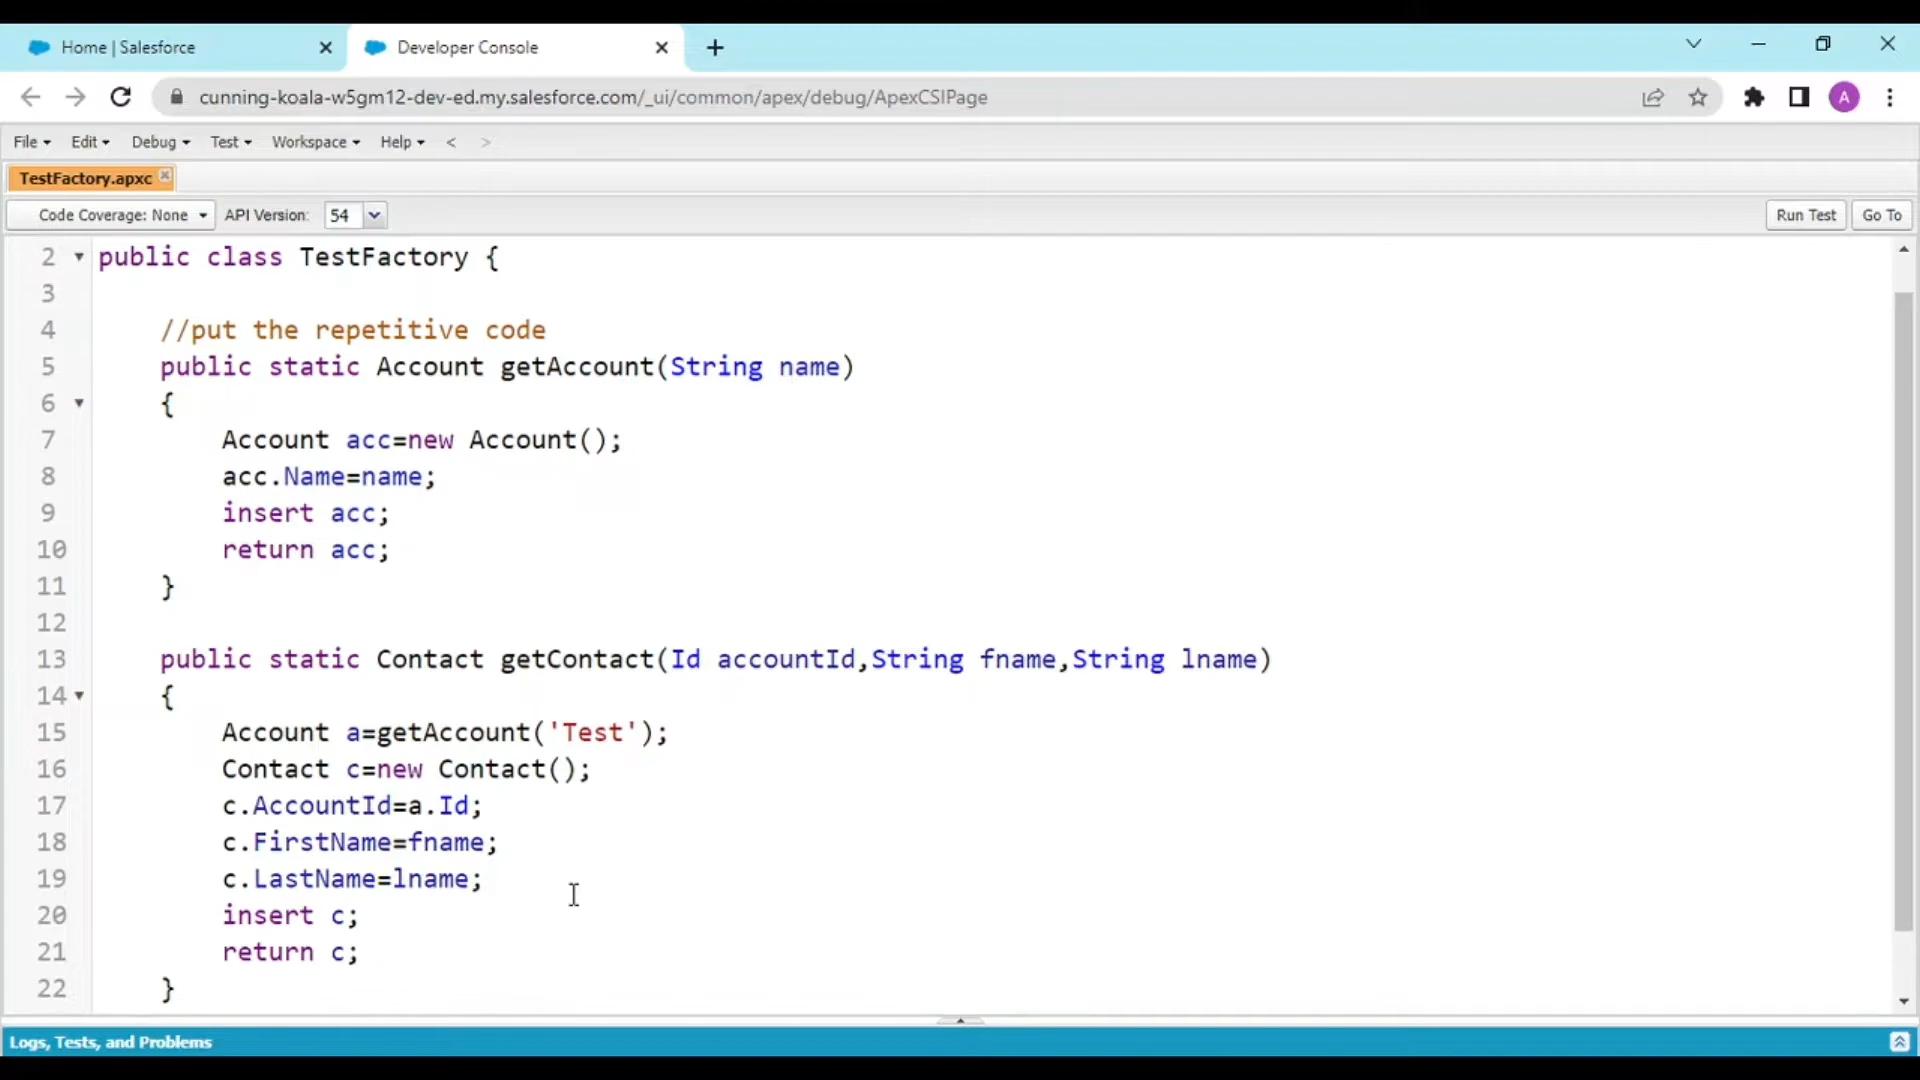 Home | Salesforce
Developer Console
cunning-koala-w5gm12-dev-ed.my.salesforce.com/_ui/common/apex/debug/ApexCSIPage
A
File Edit Debug Test Workspace Help < >
TestFactory.apxc
Code Coverage: None API Version: 54 Run Test Go To
2 public class TestFactory {
3
4 //put the repetitive code
5 public static Account getAccount(String name)
6 {
7 Account acc=new Account();
8 acc.Name=name;
9 insert acc;
10 return acc;
11 }
12
13 public static Contact getContact(Id accountId,String fname,String lname)
14 {
15 Account a=getAccount('Test');
16 Contact c=new Contact();
17 c.AccountId=a.Id;
18 c.FirstName=fname;
19 c.LastName=lname;
20 insert c;
21 return c;
22 }
Logs, Tests, and Problems